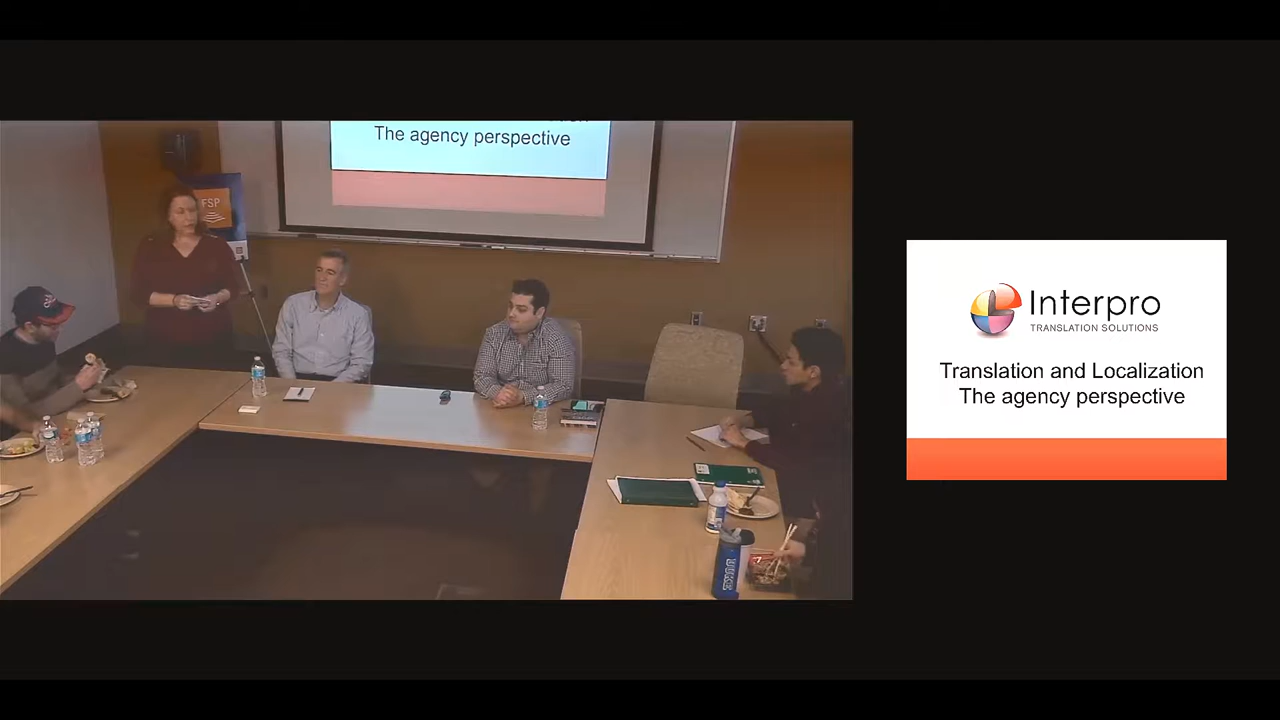 The agency perspective
FSP
Interpro
TRANSLATION SOLUTIONS
Translation and Localization
The agency perspective